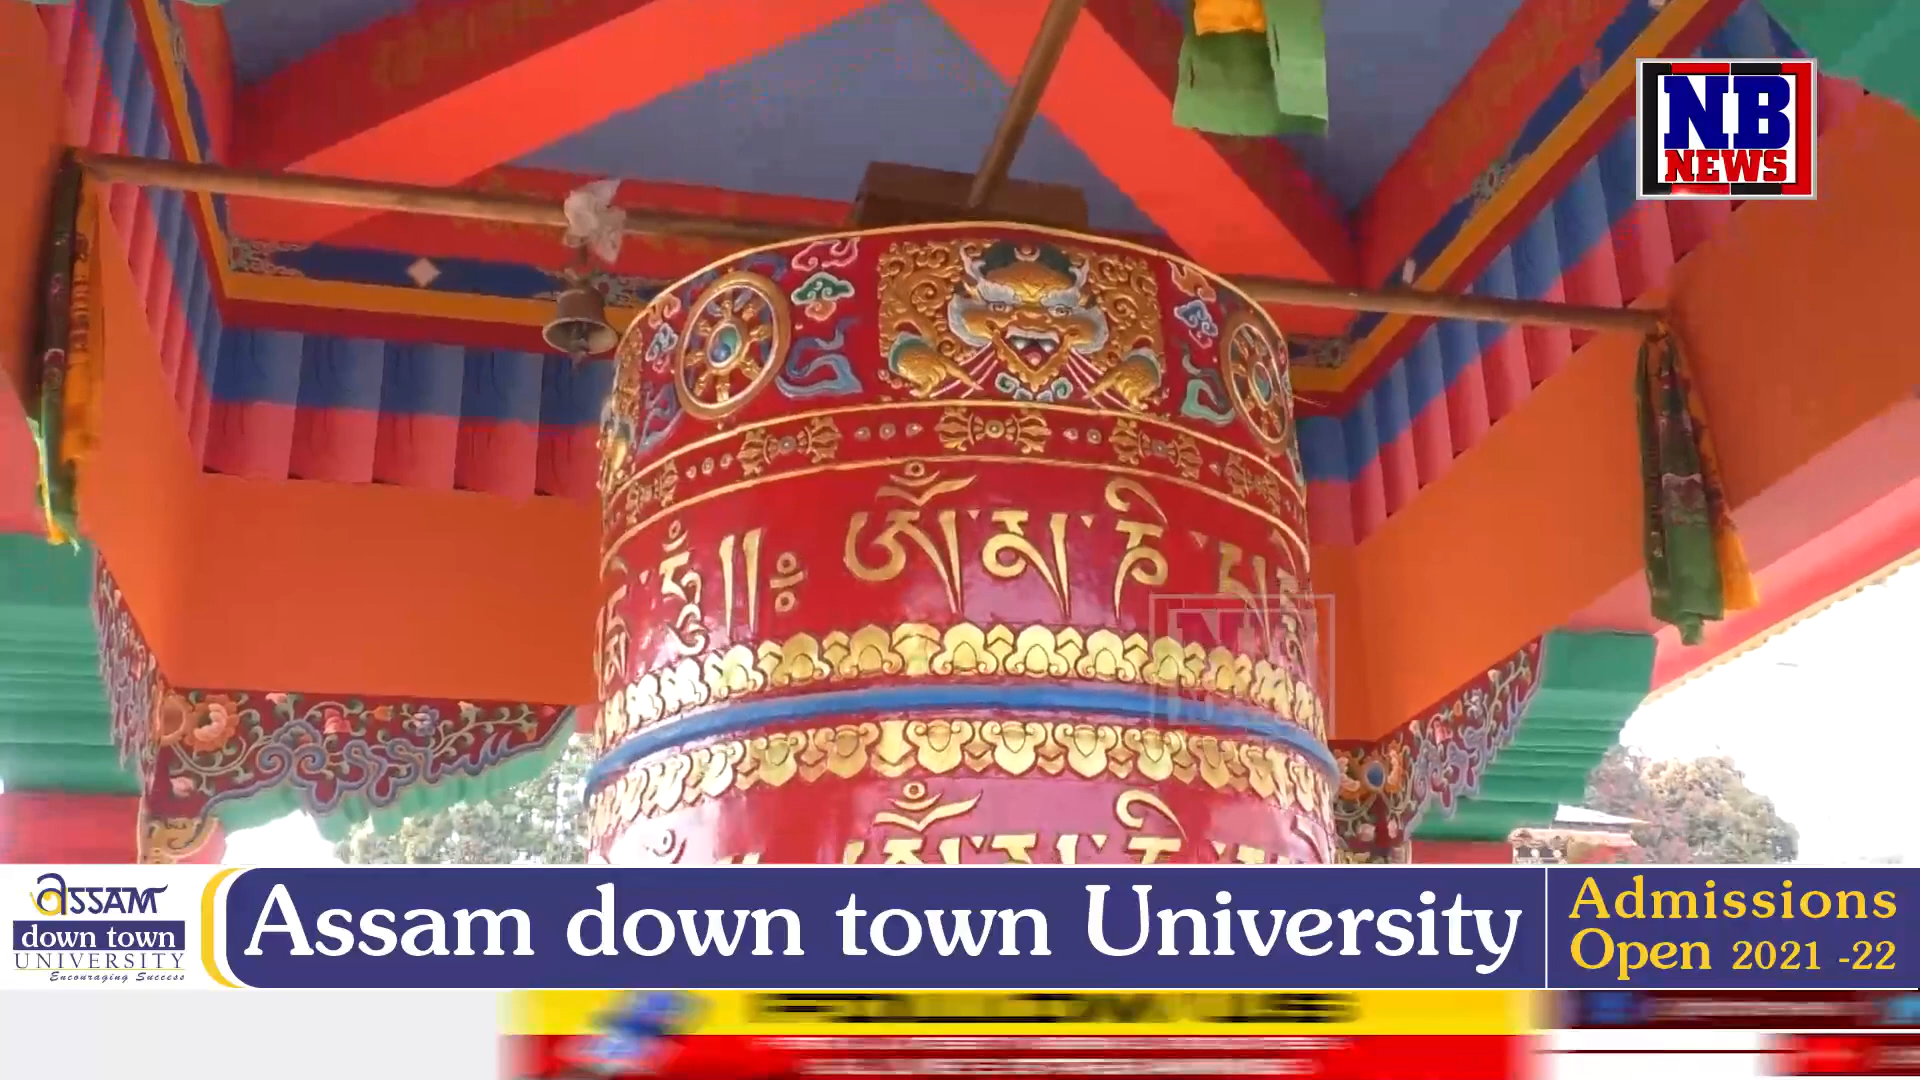 NB
NEWS
ཨོཾ་མ་ཎི་པ
ཧཱུྃ༔
ཨོཾ་མ་ཎི
ASSAM
down town
UNIVERSITY
Encouraging Success
Assam down town University
Admissions
Open 2021 -22